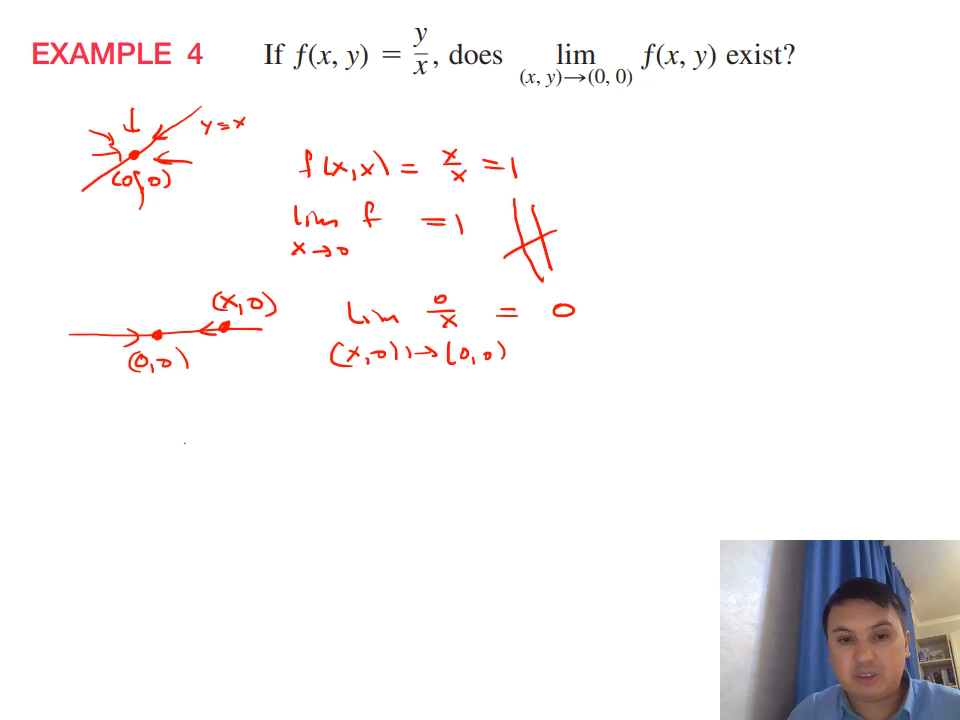 EXAMPLE 4 If f(x, y) = y/x, does lim (x, y)→(0, 0) f(x, y) exist?
y = x
(0,0)
f(x,x) = x/x = 1
lim f = 1
x→0
(x,0)
(0,0)
lim 0/x = 0
(x,0))→(0,0)